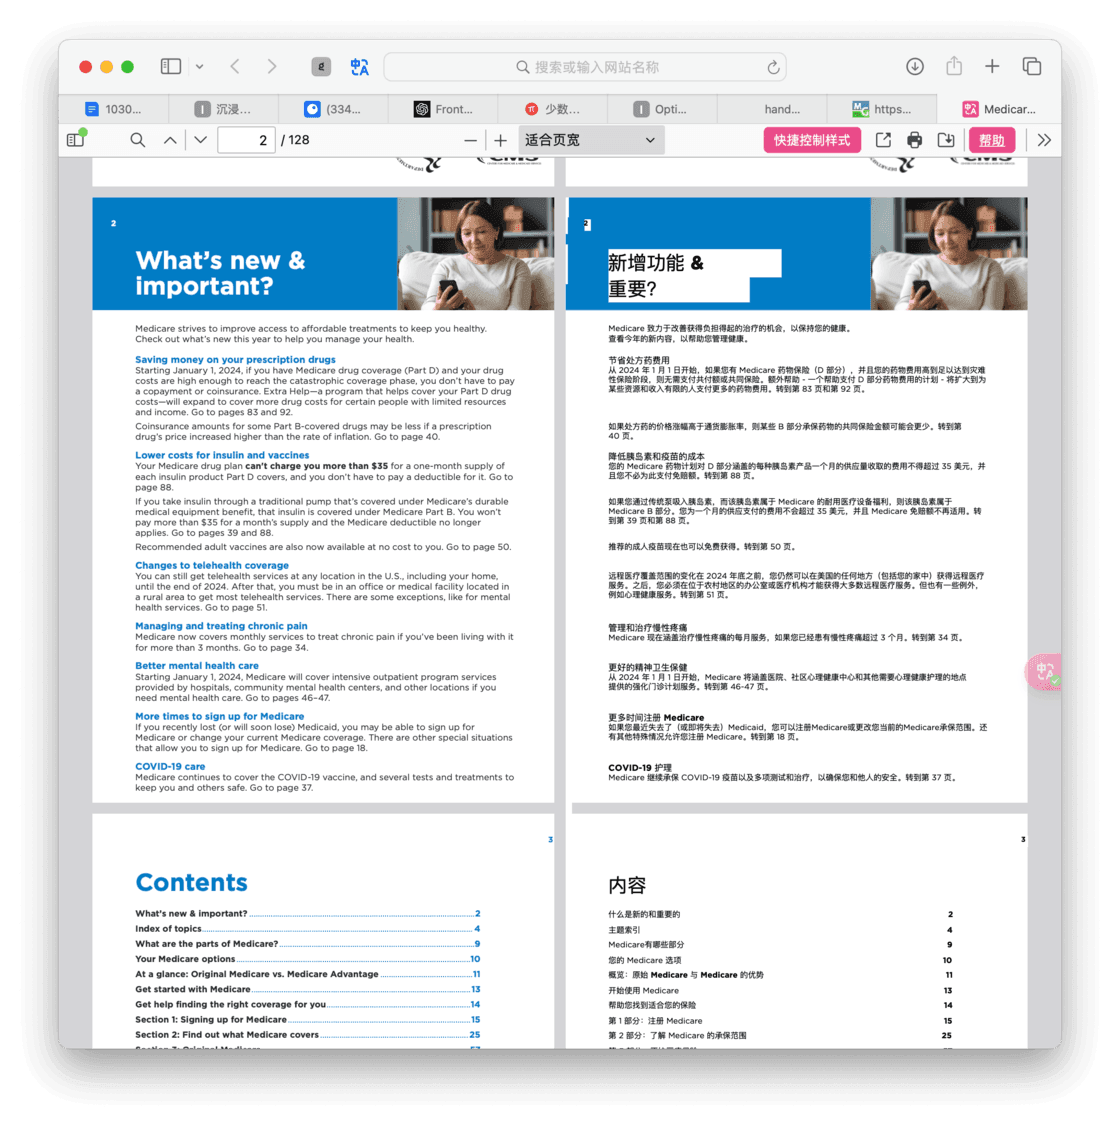 搜索或输入网站名称
1030...
沉浸...
(334...
Front...
少数...
Opti...
hand...
https...
Medicar...
2 / 128
适合页宽
快捷控制样式
帮助
2
What's new &
important?
Medicare strives to improve access to affordable treatments to keep you healthy.
Check out what's new this year to help you manage your health.
Saving money on your prescription drugs
Starting January 1, 2024, if you have Medicare drug coverage (Part D) and your drug
costs are high enough to reach the catastrophic coverage phase, you don't have to pay
a copayment or coinsurance. Extra Help—a program that helps cover your Part D drug
costs—will expand to cover more drug costs for certain people with limited resources
and income. Go to pages 83 and 92.
Coinsurance amounts for some Part B-covered drugs may be less if a prescription
drug's price increased higher than the rate of inflation. Go to page 40.
Lower costs for insulin and vaccines
Your Medicare drug plan can't charge you more than $35 for a one-month supply of
each insulin product Part D covers, and you don't have to pay a deductible for it. Go to
page 88.
If you take insulin through a traditional pump that's covered under Medicare's durable
medical equipment benefit, that insulin is covered under Medicare Part B. You won't
pay more than $35 for a month's supply and the Medicare deductible no longer
applies. Go to pages 39 and 88.
Recommended adult vaccines are also now available at no cost to you. Go to page 50.
Changes to telehealth coverage
You can still get telehealth services at any location in the U.S., including your home,
until the end of 2024. After that, you must be in an office or medical facility located in
a rural area to get most telehealth services. There are some exceptions, like for mental
health services. Go to page 51.
Managing and treating chronic pain
Medicare now covers monthly services to treat chronic pain if you've been living with it
for more than 3 months. Go to page 34.
Better mental health care
Starting January 1, 2024, Medicare will cover intensive outpatient program services
provided by hospitals, community mental health centers, and other locations if you
need mental health care. Go to pages 46–47.
More times to sign up for Medicare
If you recently lost (or will soon lose) Medicaid, you may be able to sign up for
Medicare or change your current Medicare coverage. There are other special situations
that allow you to sign up for Medicare. Go to page 18.
COVID-19 care
Medicare continues to cover the COVID-19 vaccine, and several tests and treatments to
keep you and others safe. Go to page 37.
2
新增功能 &
重要?
Medicare 致力于改善获得负担得起的治疗的机会，以保持您的健康。
查看今年的新内容，以帮助您管理健康。
节省处方药费用
从 2024 年 1 月 1 日开始，如果您有 Medicare 药物保险（D 部分），并且您的药物费用高到足以达到灾难
性保险阶段，则无需支付共付额或共同保险。额外帮助 - 一个帮助支付 D 部分药物费用的计划 - 将扩大到为
某些资源和收入有限的人支付更多的药物费用。转到第 83 页和第 92 页。
如果处方药的价格涨幅高于通货膨胀率，则某些 B 部分承保药物的共同保险金额可能会更少。转到第
40 页。
降低胰岛素和疫苗的成本
您的 Medicare 药物计划对 D 部分涵盖的每种胰岛素产品一个月的供应量收取的费用不得超过 35 美元，并
且您不必为此支付免赔额。转到第 88 页。
如果您通过传统泵吸入胰岛素，而该胰岛素属于 Medicare 的耐用医疗设备福利，则该胰岛素属于
Medicare B 部分。您为一个月的供应支付的费用不会超过 35 美元，并且 Medicare 免赔额不再适用。转
到第 39 页和第 88 页。
推荐的成人疫苗现在也可以免费获得。转到第 50 页。
远程医疗覆盖范围的变化在 2024 年底之前，您仍然可以在美国的任何地方（包括您的家中）获得远程医疗
服务。之后，您必须在位于农村地区的办公室或医疗机构才能获得大多数远程医疗服务。但也有一些例外，
例如心理健康服务。转到第 51 页。
管理和治疗慢性疼痛
Medicare 现在涵盖治疗慢性疼痛的每月服务，如果您已经患有慢性疼痛超过 3 个月。转到第 34 页。
更好的精神卫生保健
从 2024 年 1 月 1 日开始，Medicare 将涵盖医院、社区心理健康中心和其他需要心理健康护理的地点
提供的强化门诊计划服务。转到第 46-47 页。
更多时间注册 Medicare
如果您最近失去了（或即将失去）Medicaid，您可以注册Medicare或更改您当前的Medicare承保范围。还
有其他特殊情况允许您注册 Medicare。转到第 18 页。
COVID-19 护理
Medicare 继续承保 COVID-19 疫苗以及多项测试和治疗，以确保您和他人的安全。转到第 37 页。
3
Contents
What's new & important? 2
Index of topics 4
What are the parts of Medicare? 9
Your Medicare options 10
At a glance: Original Medicare vs. Medicare Advantage 11
Get started with Medicare 13
Get help finding the right coverage for you 14
Section 1: Signing up for Medicare 15
Section 2: Find out what Medicare covers 25
3
内容
什么是新的和重要的 2
主题索引 4
Medicare有哪些部分 9
您的 Medicare 选项 10
概览：原始 Medicare 与 Medicare 的优势 11
开始使用 Medicare 13
帮助您找到适合您的保险 14
第 1 部分：注册 Medicare 15
第 2 部分：了解 Medicare 的承保范围 25